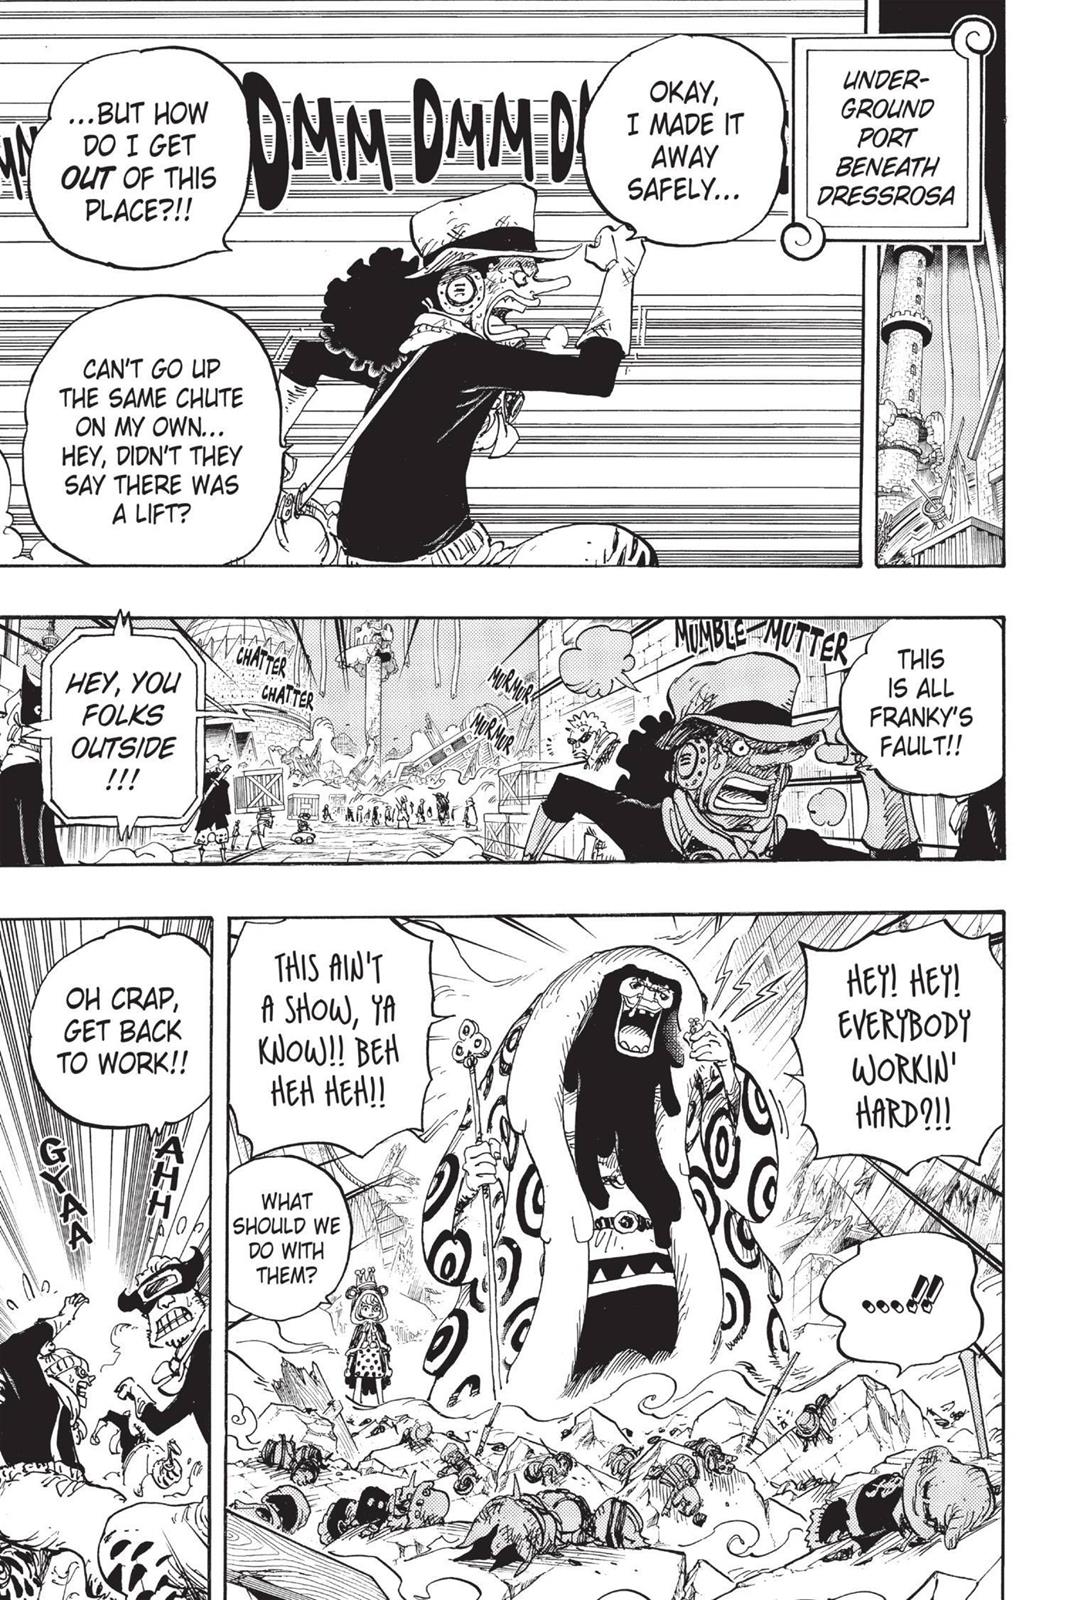 UNDER-
GROUND
PORT
BENEATH
DRESSROSA
OKAY,
I MADE IT
AWAY
SAFELY...
DMM DMM
...BUT HOW
DO I GET
OUT OF THIS
PLACE?!!
CAN'T GO UP
THE SAME CHUTE
ON MY OWN...
HEY, DIDN'T THEY
SAY THERE WAS
A LIFT?
THIS
IS ALL
FRANKY'S
FAULT!!
MUMBLE MUTTER
MURMUR
MURMUR
CHATTER
CHATTER
HEY, YOU
FOLKS
OUTSIDE
!!!
HEY! HEY!
EVERYBODY
WORKIN'
HARD?!!
THIS AIN'T
A SHOW, YA
KNOW!! BEH
HEH HEH!!
WHAT
SHOULD WE
DO WITH
THEM?
....!!
OH CRAP,
GET BACK
TO WORK!!
AHH
GYAA